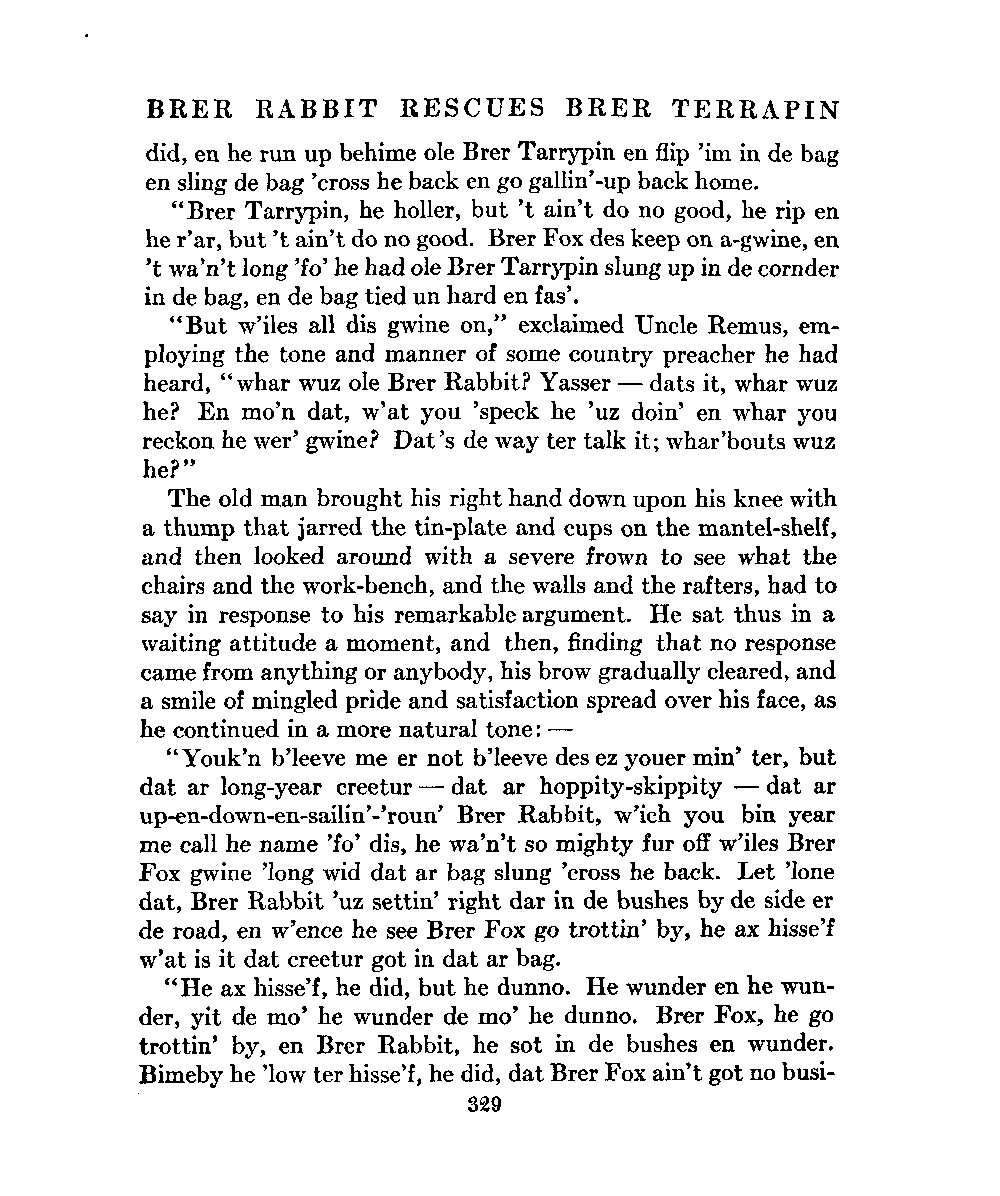 BRER RABBIT RESCUES BRER TERRAPIN
did, en he run up behime ole Brer Tarrypin en flip 'im in de bag
en sling de bag 'cross he back en go gallin'-up back home.
"Brer Tarrypin, he holler, but 't ain't do no good, he rip en
he r'ar, but 't ain't do no good. Brer Fox des keep on a-gwine, en
't wa'n't long 'fo' he had ole Brer Tarrypin slung up in de cornder
in de bag, en de bag tied un hard en fas'.
"But w'iles all dis gwine on," exclaimed Uncle Remus, em-
ploying the tone and manner of some country preacher he had
heard, "whar wuz ole Brer Rabbit? Yasser — dats it, whar wuz
he? En mo'n dat, w'at you 'speck he 'uz doin' en whar you
reckon he wer' gwine? Dat's de way ter talk it; whar'bouts wuz
he?"
The old man brought his right hand down upon his knee with
a thump that jarred the tin-plate and cups on the mantel-shelf,
and then looked around with a severe frown to see what the
chairs and the work-bench, and the walls and the rafters, had to
say in response to his remarkable argument. He sat thus in a
waiting attitude a moment, and then, finding that no response
came from anything or anybody, his brow gradually cleared, and
a smile of mingled pride and satisfaction spread over his face, as
he continued in a more natural tone: —
"Youk'n b'leeve me er not b'leeve des ez youer min' ter, but
dat ar long-year creetur — dat ar hoppity-skippity — dat ar
up-en-down-en-sailin'-'roun' Brer Rabbit, w'ich you bin year
me call he name 'fo' dis, he wa'n't so mighty fur off w'iles Brer
Fox gwine 'long wid dat ar bag slung 'cross he back. Let 'lone
dat, Brer Rabbit 'uz settin' right dar in de bushes by de side er
de road, en w'ence he see Brer Fox go trottin' by, he ax hisse'f
w'at is it dat creetur got in dat ar bag.
"He ax hisse'f, he did, but he dunno. He wunder en he wun-
der, yit de mo' he wunder de mo' he dunno. Brer Fox, he go
trottin' by, en Brer Rabbit, he sot in de bushes en wunder.
Bimeby he 'low ter hisse'f, he did, dat Brer Fox ain't got no busi-
329